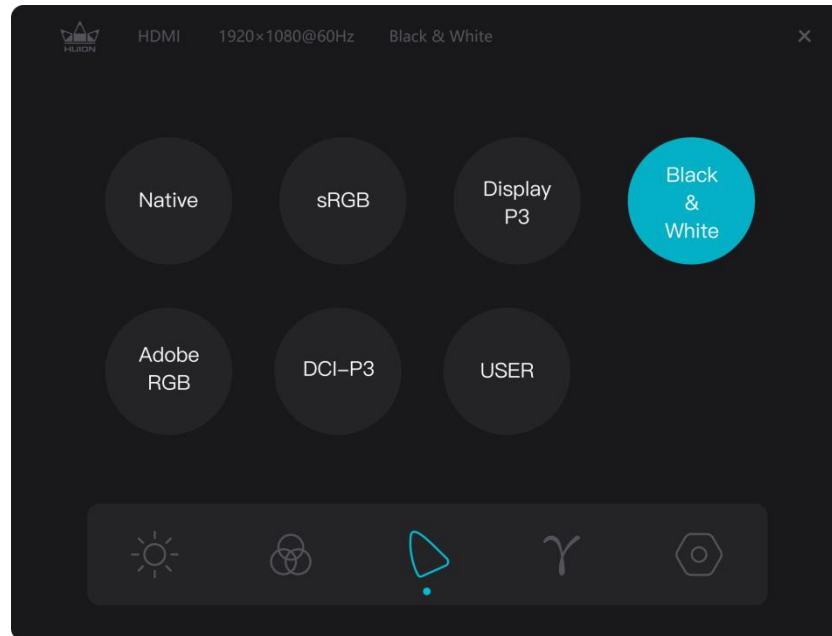 HUION
HDMI 1920×1080@60Hz Black & White ×
Native
sRGB
Display
P3
Black
&
White
Adobe
RGB
DCI–P3
USER
γ